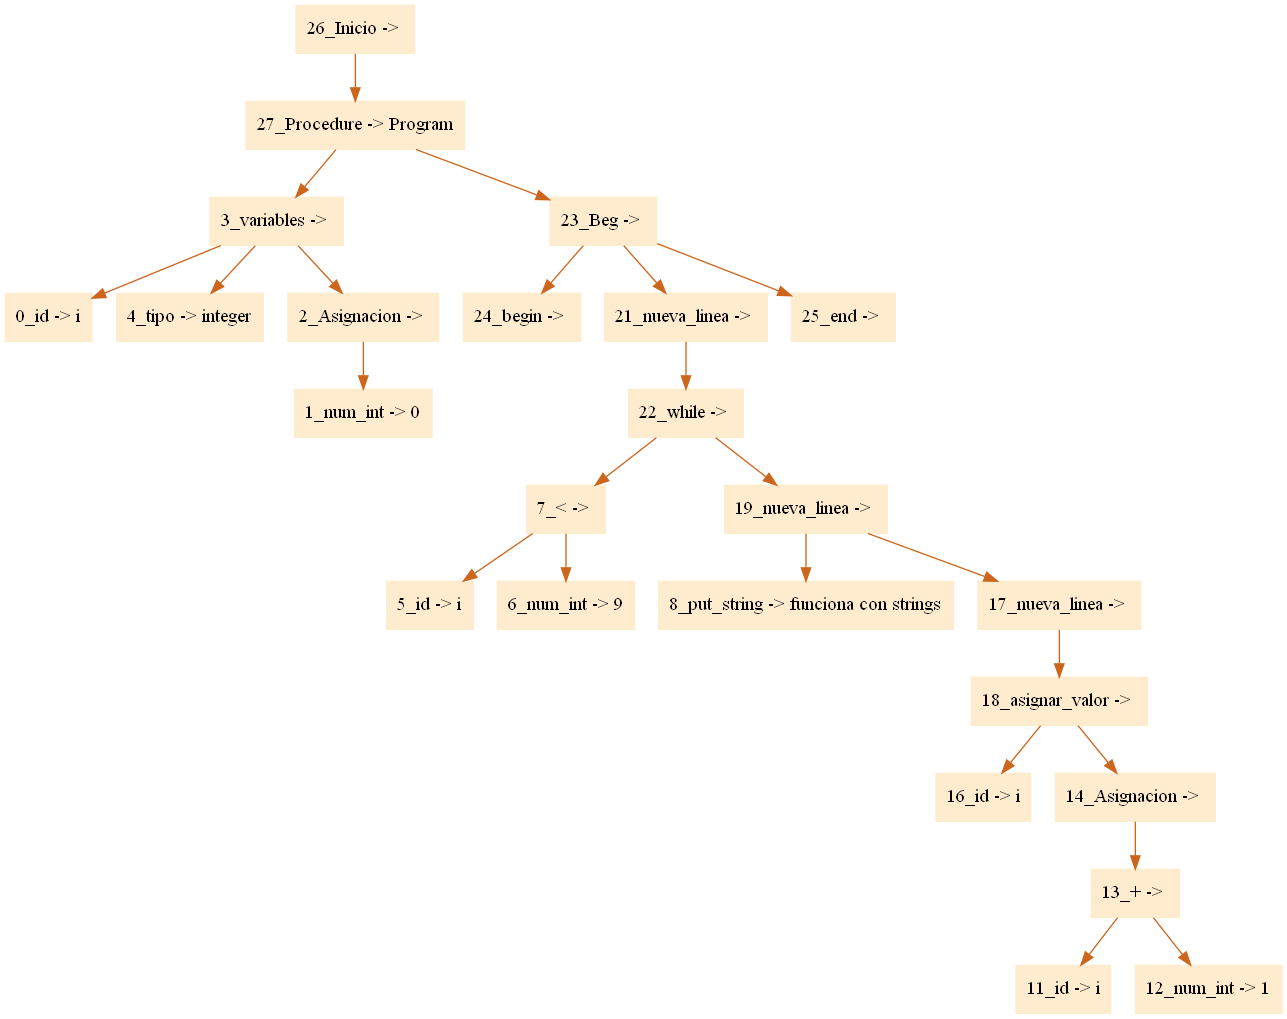 26_Inicio ->
27_Procedure -> Program
3_variables ->
23_Beg ->
0_id -> i
4_tipo -> integer
2_Asignacion ->
24_begin ->
21_nueva_linea ->
25_end ->
1_num_int -> 0
22_while ->
7_< ->
19_nueva_linea ->
5_id -> i
6_num_int -> 9
8_put_string -> funciona con strings
17_nueva_linea ->
18_asignar_valor ->
16_id -> i
14_Asignacion ->
13_+ ->
11_id -> i
12_num_int -> 1